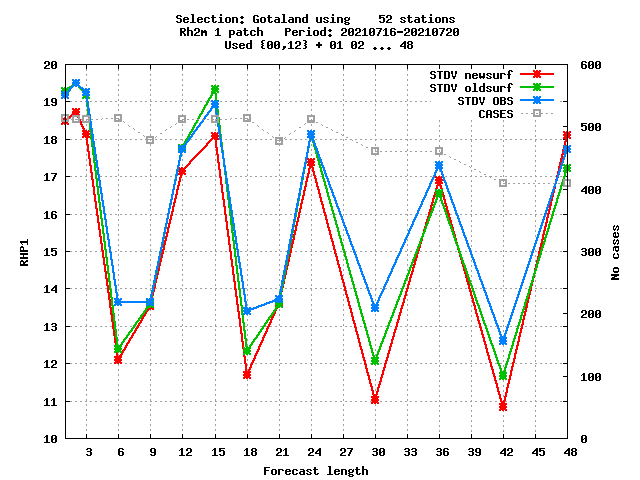 Selection: Gotaland using    52 stations
Rh2m 1 patch   Period: 20210716-20210720
Used {00,12} + 01 02 ... 48
STDV newsurf
STDV oldsurf
STDV OBS
CASES
20
19
18
17
16
15
14
13
12
11
10
RHP1
600
500
400
300
200
100
0
No cases
3 6 9 12 15 18 21 24 27 30 33 36 39 42 45 48
Forecast length